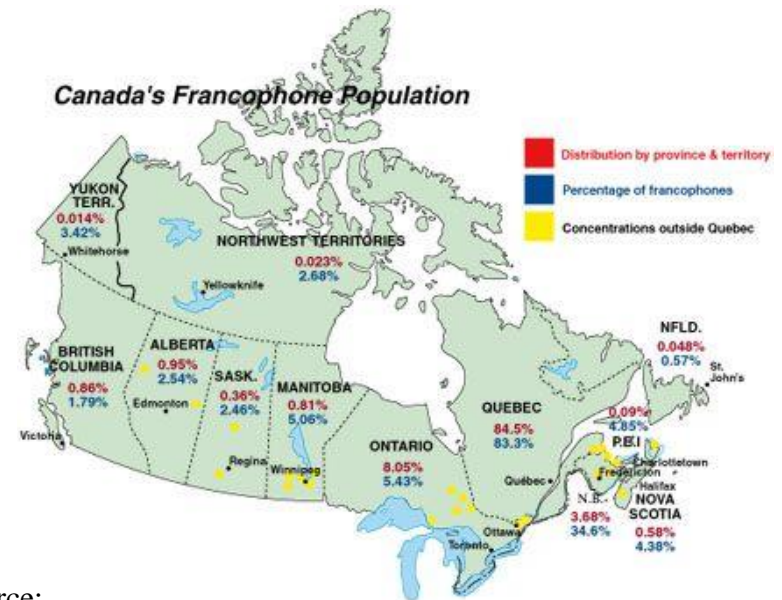 Canada's Francophone Population
Distribution by province & territory
Percentage of francophones
Concentrations outside Quebec
YUKON
TERR.
0.014%
3.42%
Whitehorse
NORTHWEST TERRITORIES
0.023%
2.68%
Yellowknife
BRITISH
COLUMBIA
0.86%
1.79%
Victoria
ALBERTA
0.95%
2.54%
Edmonton
SASK.
0.36%
2.46%
Regina
MANITOBA
0.81%
5.06%
Winnipeg
ONTARIO
8.05%
5.43%
Ottawa
Toronto
QUEBEC
84.5%
83.3%
Québec
NFLD.
0.048%
0.57%
St.
John's
0.09%
4.85%
P.E.I
Charlottetown
Fredericton
Halifax
N.B.
3.68%
34.6%
NOVA
SCOTIA
0.58%
4.38%